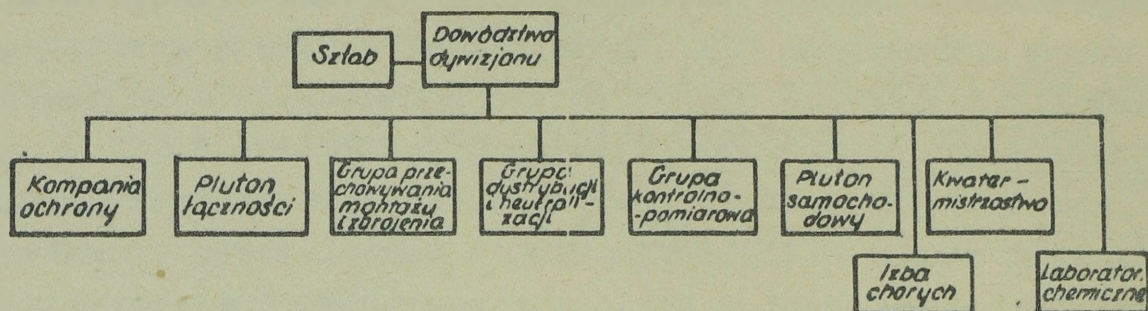 Sztab
Dowództwo
dywizjonu
Kompania
ochrony
Pluton
łączności
Grupa prze-
chowywania
montażu
i zbrojenia
Grupa
dystrybucji
i neutrali-
zacji
Grupa
kontrolno-
-pomiarowa
Pluton
samocho-
dowy
Kwater-
mistrzostwo
Izba
chorych
Laborator.
chemiczne